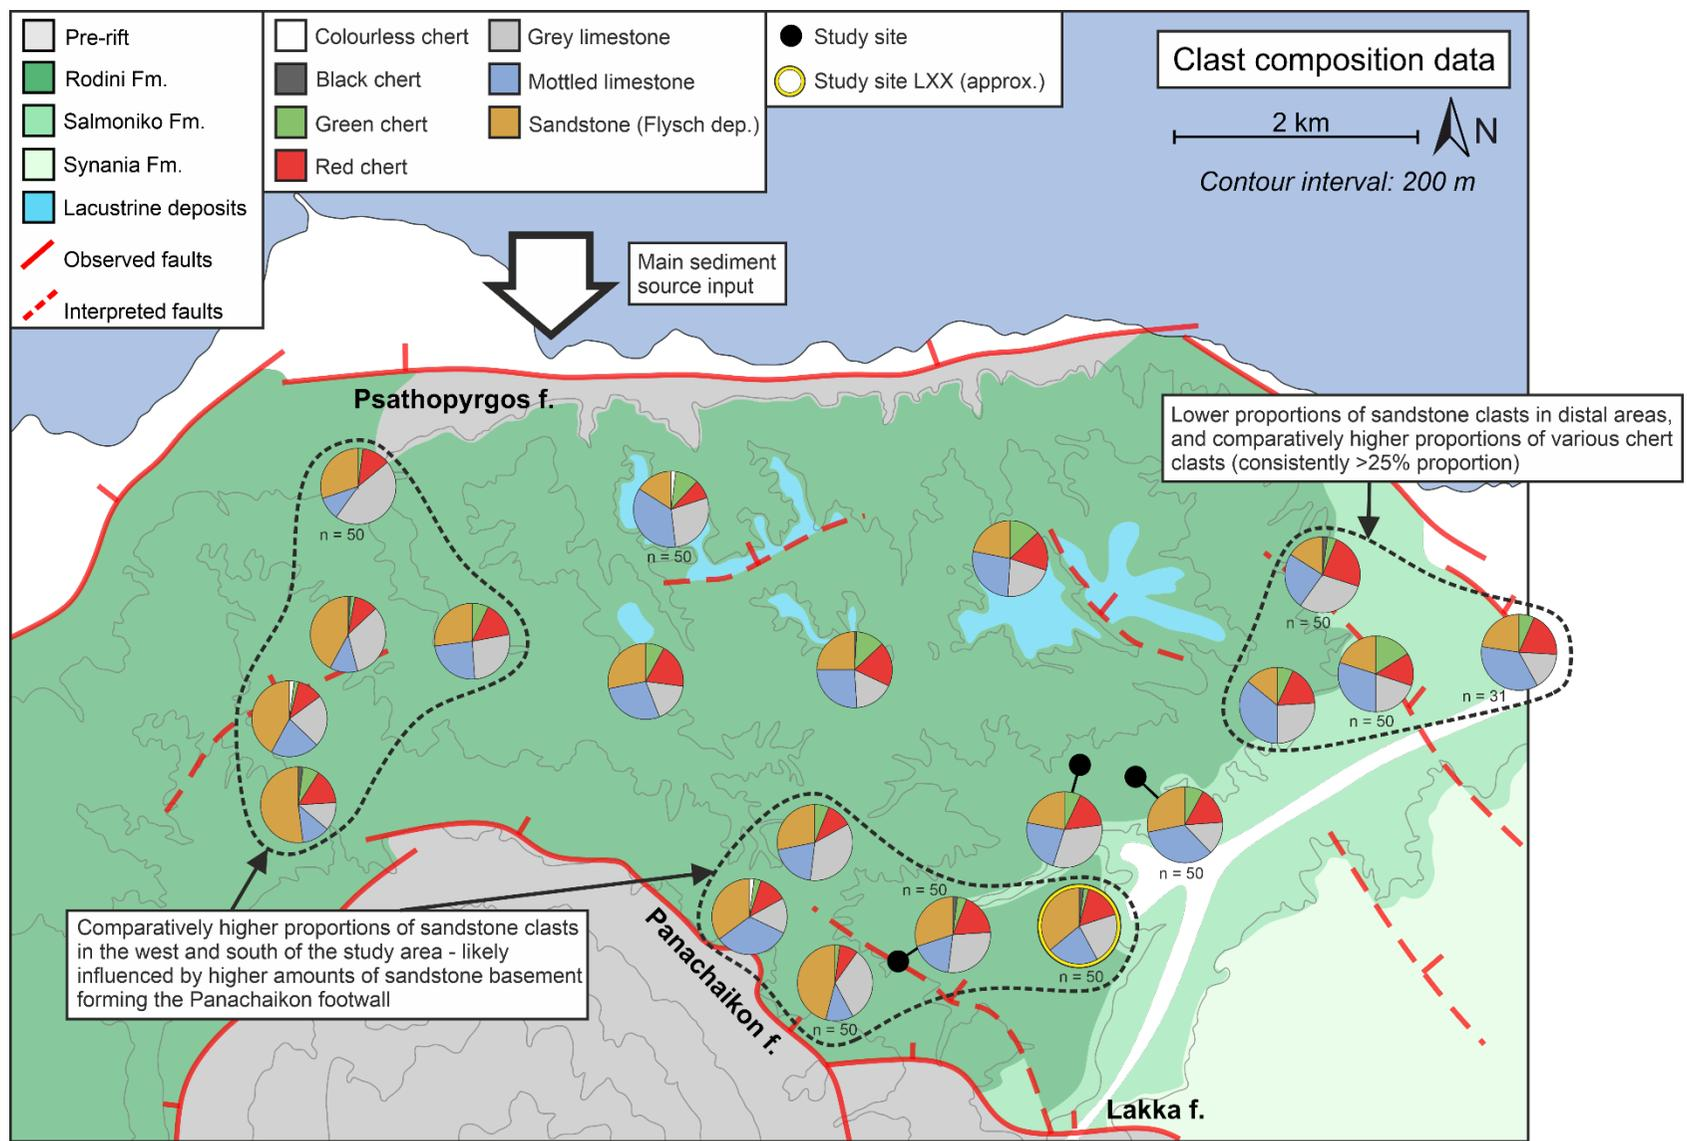 Pre-rift
Rodini Fm.
Salmoniko Fm.
Synania Fm.
Lacustrine deposits
Observed faults
Interpreted faults
Colourless chert
Black chert
Green chert
Red chert
Grey limestone
Mottled limestone
Sandstone (Flysch dep.)
Study site
Study site LXX (approx.)
Clast composition data
2 km
N
Contour interval: 200 m
Main sediment
source input
Psathopyrgos f.
Lower proportions of sandstone clasts in distal areas,
and comparatively higher proportions of various chert
clasts (consistently >25% proportion)
n = 50
n = 50
n = 50
n = 31
n = 50
n = 50
n = 50
n = 50
n = 50
Comparatively higher proportions of sandstone clasts
in the west and south of the study area - likely
influenced by higher amounts of sandstone basement
forming the Panachaikon footwall
Panachaikon f.
Lakka f.